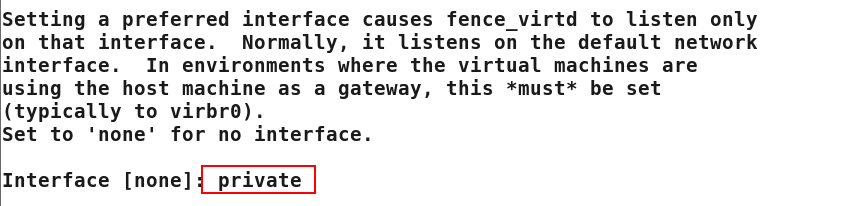 Setting a preferred interface causes fence_virtd to listen only
on that interface.  Normally, it listens on the default network
interface.  In environments where the virtual machines are
using the host machine as a gateway, this *must* be set
(typically to virbr0).
Set to 'none' for no interface.
Interface [none]: private